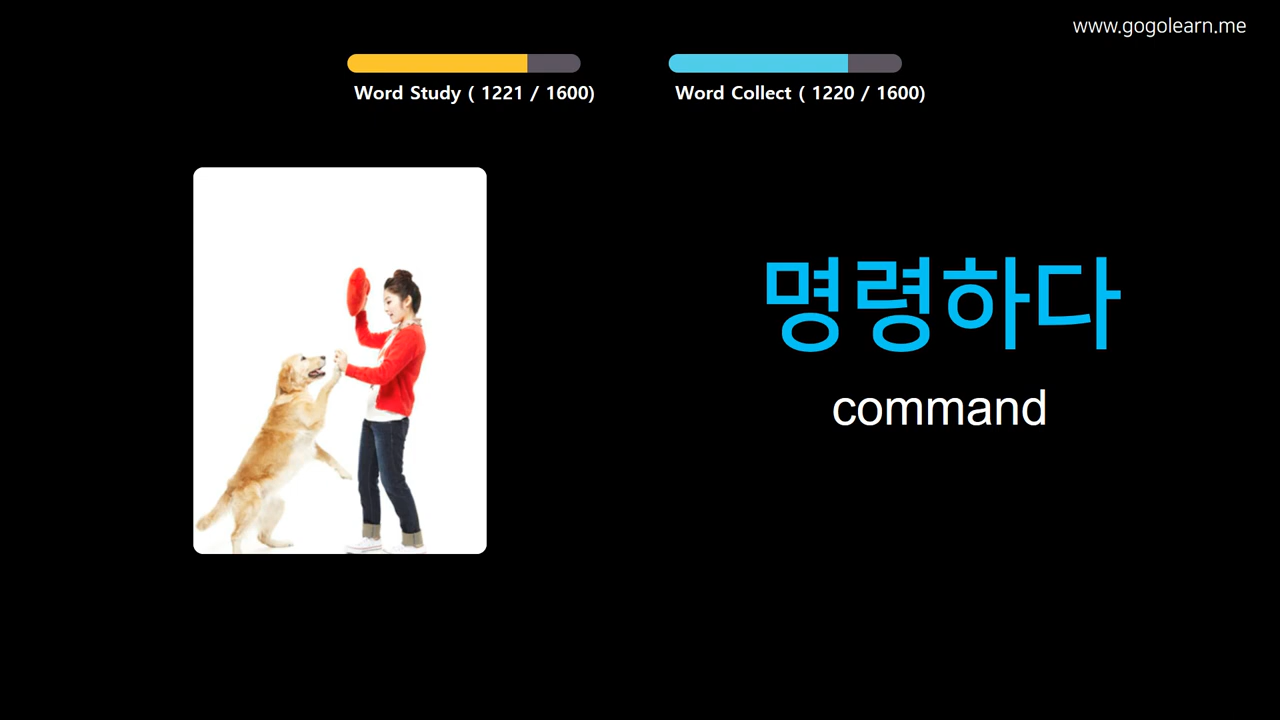 www.gogolearn.me
Word Study ( 1221 / 1600)
Word Collect ( 1220 / 1600)
명령하다
command